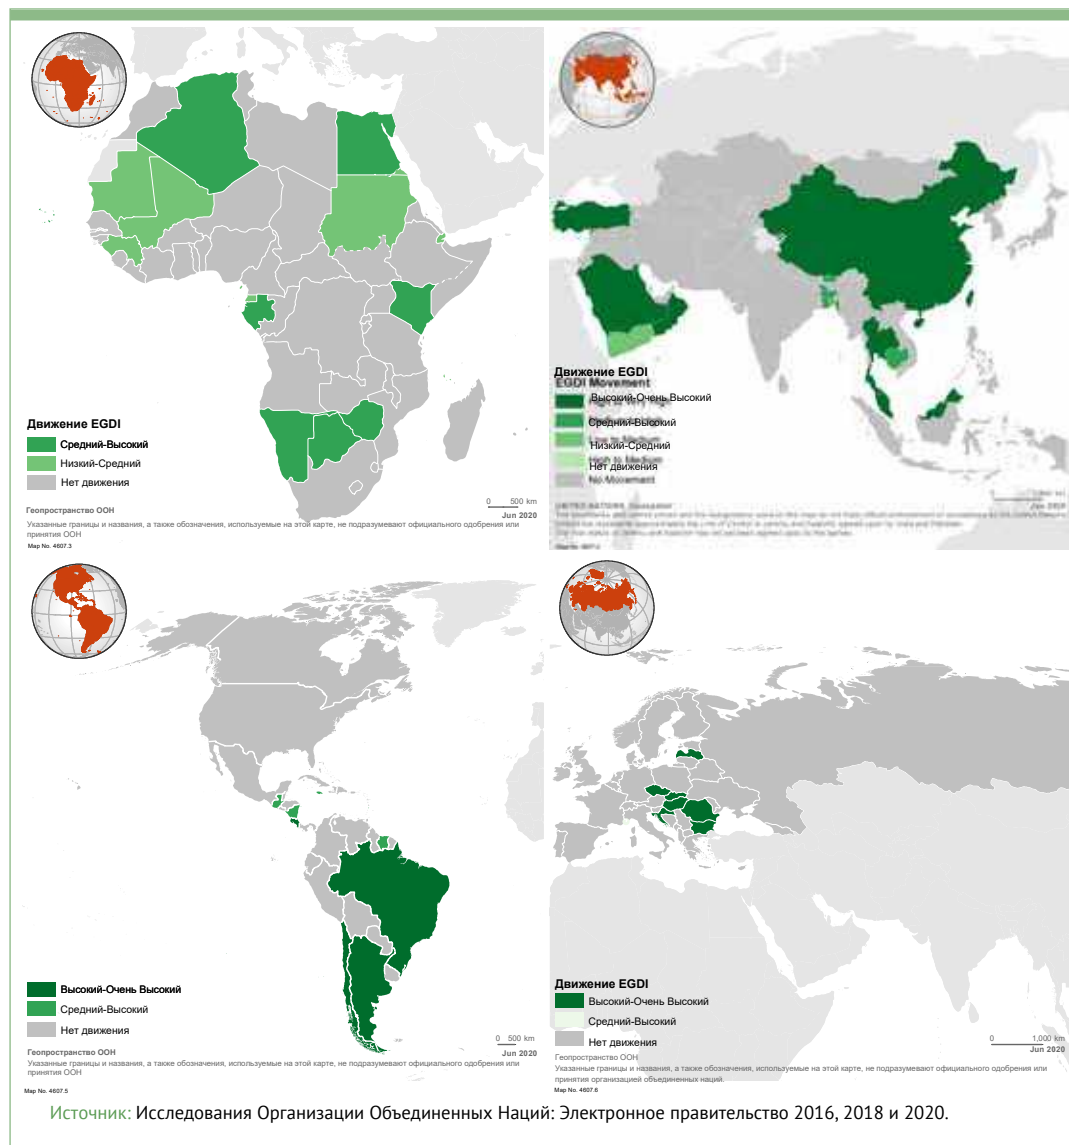 Движение EGDI
Средний-Высокий
Низкий-Средний
Нет движения
Геопространство ООН
Указанные границы и названия, а также обозначения, используемые на этой карте, не подразумевают официального одобрения или
принятия ООН
Map No. 4607.3
0 500 km
Jun 2020
Движение EGDI
EGDI Movement
Высокий-Очень Высокий
Средний-Высокий
Низкий-Средний
Нет движения
No Movement
Jun 2020
Высокий-Очень Высокий
Средний-Высокий
Нет движения
Геопространство ООН
Указанные границы и названия, а также обозначения, используемые на этой карте, не подразумевают официального одобрения или
принятия ООН
Map No. 4607.5
0 500 km
Jun 2020
Движение EGDI
Высокий-Очень Высокий
Средний-Высокий
Нет движения
Геопространство ООН
Указанные границы и названия, а также обозначения, используемые на этой карте, не подразумевают официального одобрения или
принятия организацией объединенных наций.
Map No. 4607.6
0 1,000 km
Jun 2020
Источник: Исследования Организации Объединенных Наций: Электронное правительство 2016, 2018 и 2020.